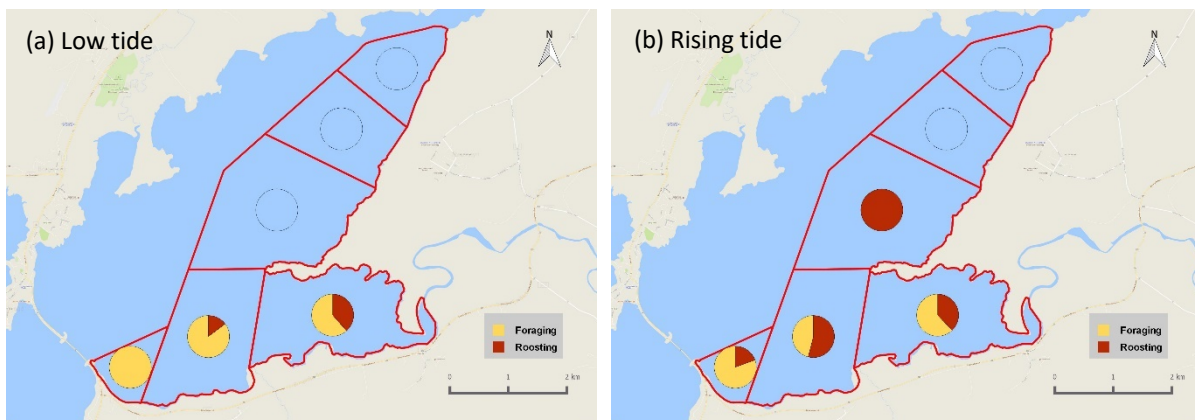 (a) Low tide
N
Foraging
Roosting
0 1 2 km
(b) Rising tide
N
Foraging
Roosting
0 1 2 km